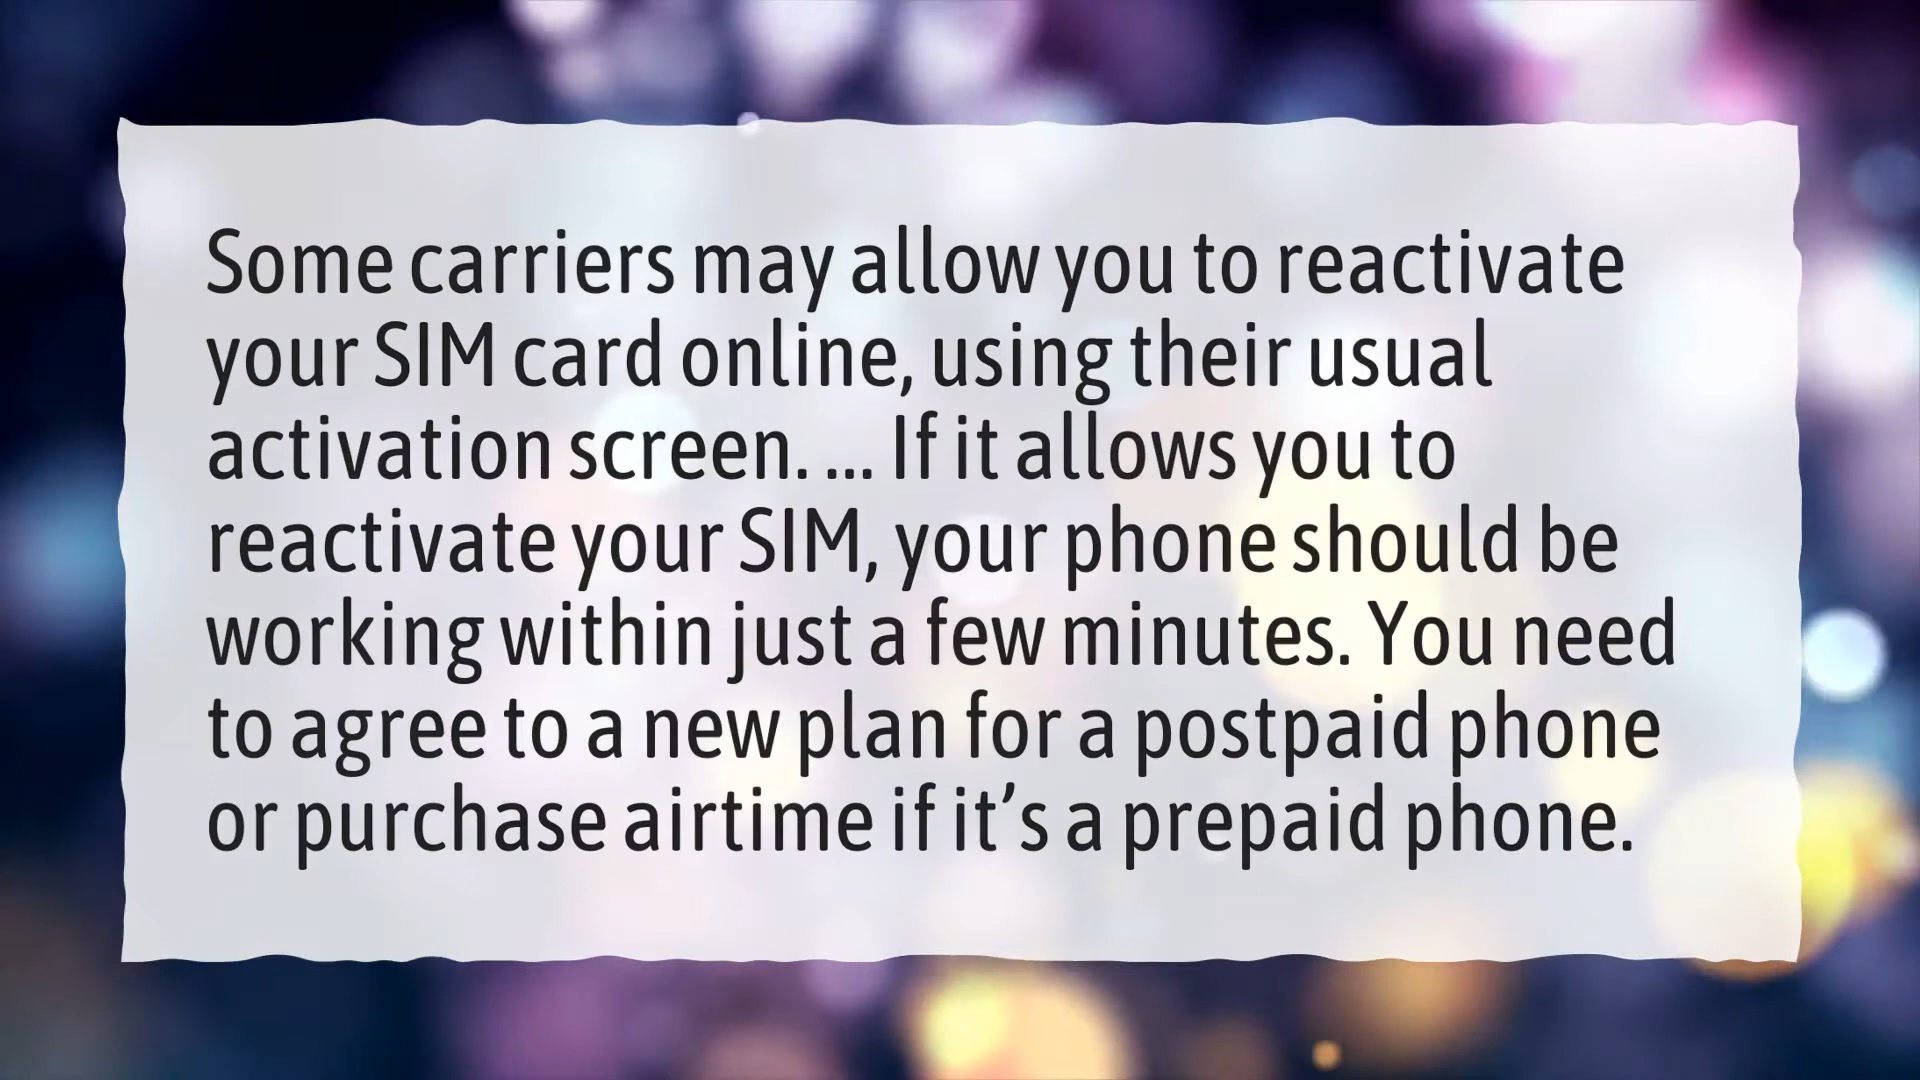 Some carriers may allow you to reactivate
your SIM card online, using their usual
activation screen. ... If it allows you to
reactivate your SIM, your phone should be
working within just a few minutes. You need
to agree to a new plan for a postpaid phone
or purchase airtime if it’s a prepaid phone.